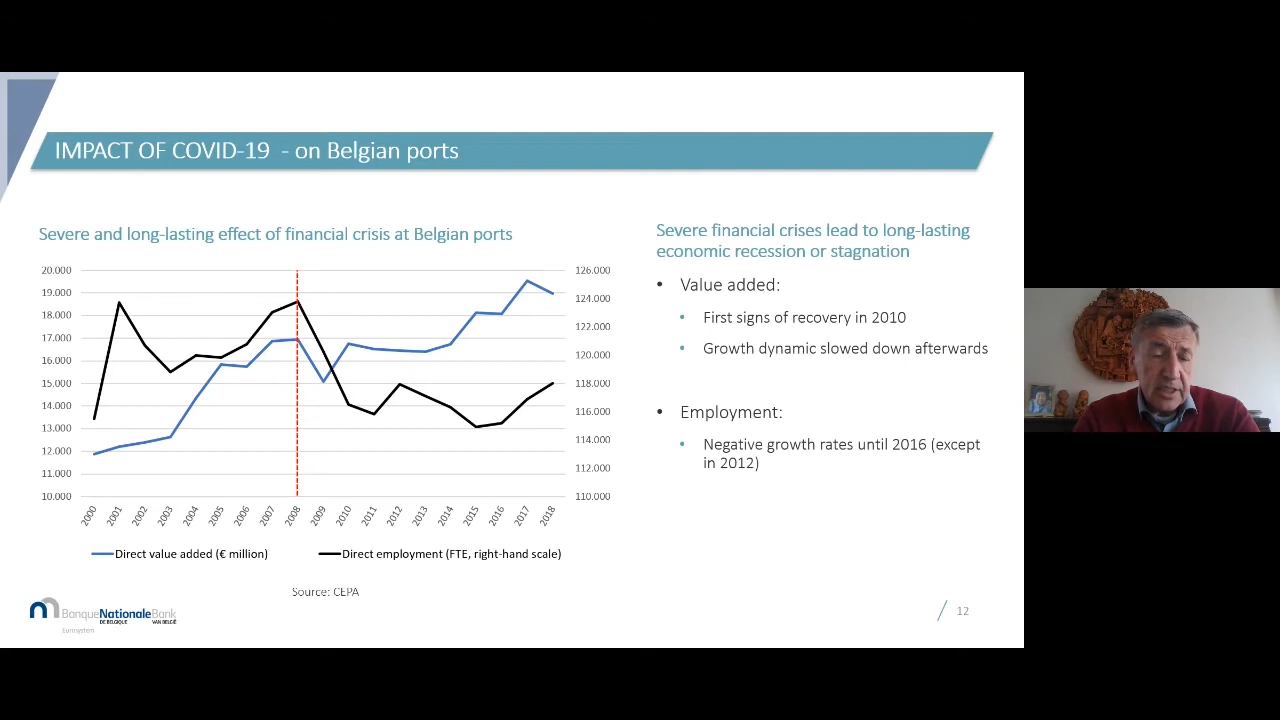 IMPACT OF COVID-19 - on Belgian ports
Severe and long-lasting effect of financial crisis at Belgian ports
20.000
19.000
18.000
17.000
16.000
15.000
14.000
13.000
12.000
11.000
10.000
126.000
124.000
122.000
120.000
118.000
116.000
114.000
112.000
110.000
2000
2001
2002
2003
2004
2005
2006
2007
2008
2009
2010
2011
2012
2013
2014
2015
2016
2017
2018
Direct value added (€ million)
Direct employment (FTE, right-hand scale)
Source: CEPA
Severe financial crises lead to long-lasting
economic recession or stagnation
• Value added:
• First signs of recovery in 2010
• Growth dynamic slowed down afterwards
• Employment:
• Negative growth rates until 2016 (except
in 2012)
BanqueNationaleBank
DE BELGIQUE VAN BELGIË
Eurosystem
12